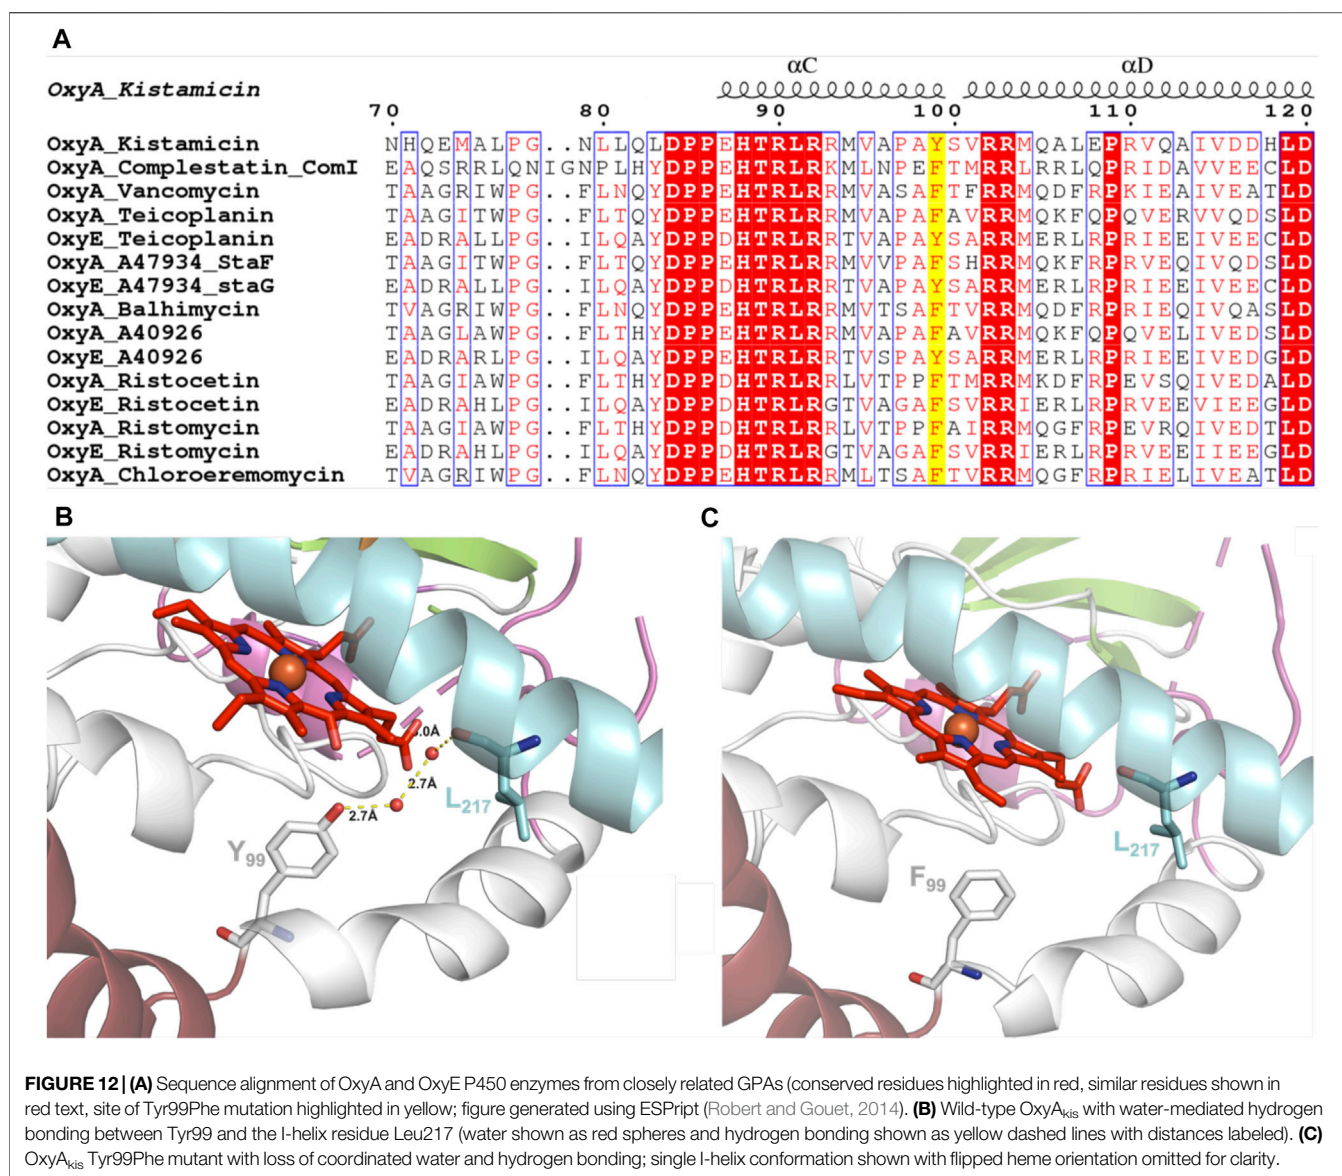 A
αC αD
OxyA_Kistamicin
70 80 90 100 110 120
OxyA_Kistamicin NHQEMALPG..NLLQLDPPEHTRLRRMVAPAYSVRRMQALEPRVQAIVDDHLD
OxyA_Complestatin_ComI EAQSRRLQNIGNPLHYDPPEHTRLRKMLNPEFTMRRLRRLQPRIDAVVEECLD
OxyA_Vancomycin TAAGRIWPG..FLNQYDPPEHTRLRRMVASAFTFRRMQDFRPKIEAIVEATLD
OxyA_Teicoplanin TAAGITWPG..FLTQYDPPEHTRLRRMVAPAFAVRRMQKFQPQVERVVQDSLD
OxyE_Teicoplanin EADRALLPG..ILQAYDPPDHTRLRRTVAPAYSARRMERLRPRIEEIVEECLD
OxyA_A47934_StaF TAAGITWPG..FLTQYDPPEHTRLRRMVVPAFSHRRMQKFRPRVEQIVQDSLD
OxyE_A47934_staG EADRALLPG..ILQAYDPPEHTRLRRTVAPAYSARRMERLRPRIEEIVEECLD
OxyA_Balhimycin TVAGRIWPG..FLNQYDPPEHTRLRRMVTSAFTVRRMQDFRPRIEQIVQASLD
OxyA_A40926 TAAGLAWPG..FLTHYDPPEHTRLRRMVAPAFAVRRMQKFQPQVELIVEDSLD
OxyE_A40926 EADRARLPG..ILQAYDPPEHTRLRRTVSPAYSARRMERLRPRIEEIVEDGLD
OxyA_Ristocetin TAAGIAWPG..FLTHYDPPDHTRLRRLVTPPFTMRRMKDFRPEVSQIVEDALD
OxyE_Ristocetin EADRAHLPG..ILQAYDPPDHTRLRGTVAGAFSVRRIERLRPRVEEVIEEGLD
OxyA_Ristomycin TAAGIAWPG..FLTHYDPPDHTRLRRLVTPPFAIRRMQGFRPEVRQIVEDTLD
OxyE_Ristomycin EADRAHLPG..ILQAYDPPDHTRLRGTVAGAFSVRRIERLRPRVEEIIEEGLD
OxyA_Chloroeremomycin TVAGRIWPG..FLNQYDPPEHTRLRRMLTSAFTVRRMQGFRPRIELIVEATLD
B
.0Å
2.7Å
2.7Å
L217
Y99
C
L217
F99
FIGURE 12 | (A) Sequence alignment of OxyA and OxyE P450 enzymes from closely related GPAs (conserved residues highlighted in red, similar residues shown in
red text, site of Tyr99Phe mutation highlighted in yellow; figure generated using ESPript (Robert and Gouet, 2014). (B) Wild-type OxyAkis with water-mediated hydrogen
bonding between Tyr99 and the I-helix residue Leu217 (water shown as red spheres and hydrogen bonding shown as yellow dashed lines with distances labeled). (C)
OxyAkis Tyr99Phe mutant with loss of coordinated water and hydrogen bonding; single I-helix conformation shown with flipped heme orientation omitted for clarity.